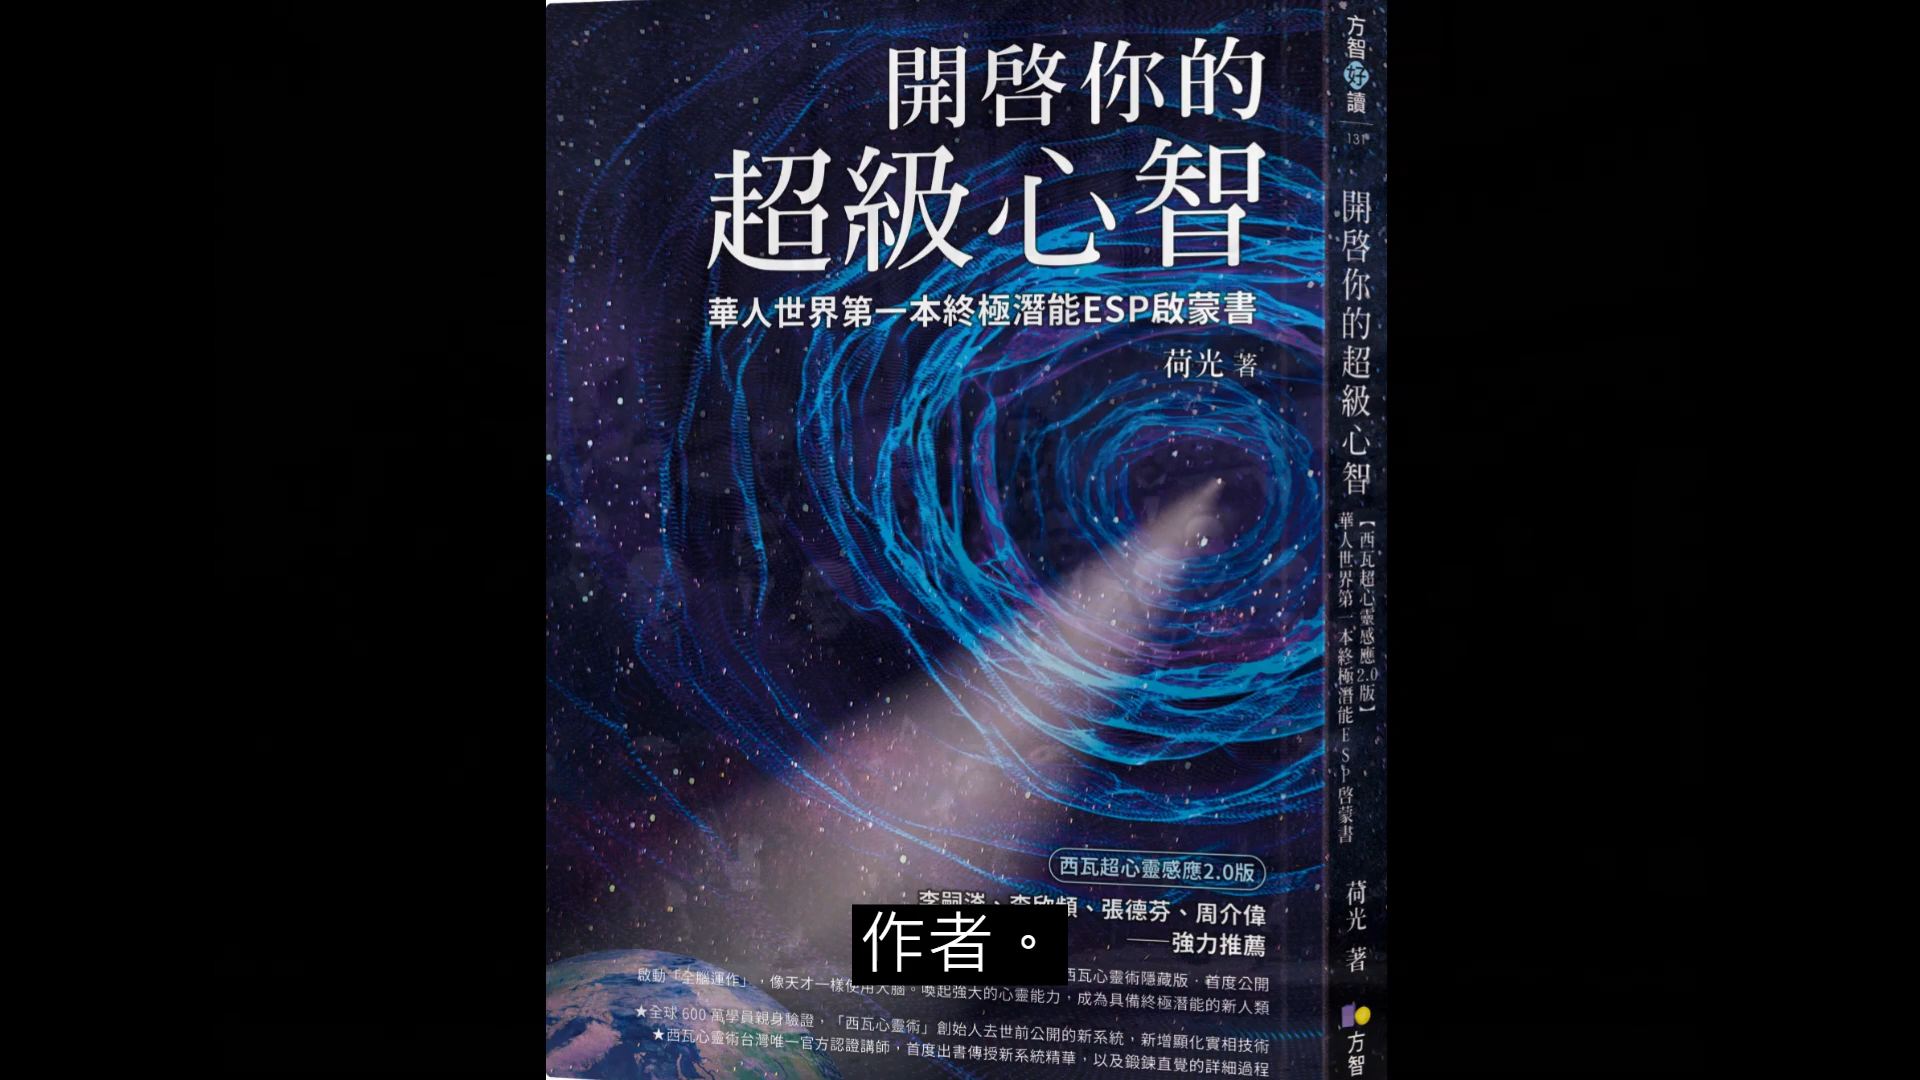 開啓你的
超級心智
華人世界第一本終極潛能ESP啟蒙書
荷光 著
西瓦超心靈感應2.0版
張德芬、周介偉
──強力推薦
作者。
啟動「全腦運作」,像天才一樣使用大腦。喚起強大的心靈能力,成為具備終極潛能的新人類
西瓦心靈術隱藏版.首度公開
★全球 600 萬學員親身驗證,「西瓦心靈術」創始人去世前公開的新系統,新增顯化實相技術
★西瓦心靈術台灣唯一官方認證講師,首度出書傳授新系統精華,以及鍛鍊直覺的詳細過程
方智好讀
131
開啓你的超級心智
【西瓦超心靈感應2.0版】
華人世界第一本終極潛能ESP啓蒙書
荷光 著
方智